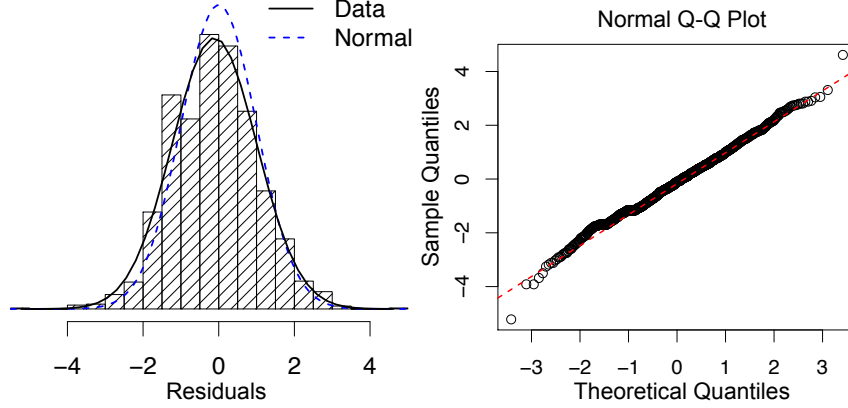 Data
Normal
−4 −2 0 2 4
Residuals
Normal Q-Q Plot
4
2
0
−2
−4
Sample Quantiles
−3 −2 −1 0 1 2 3
Theoretical Quantiles